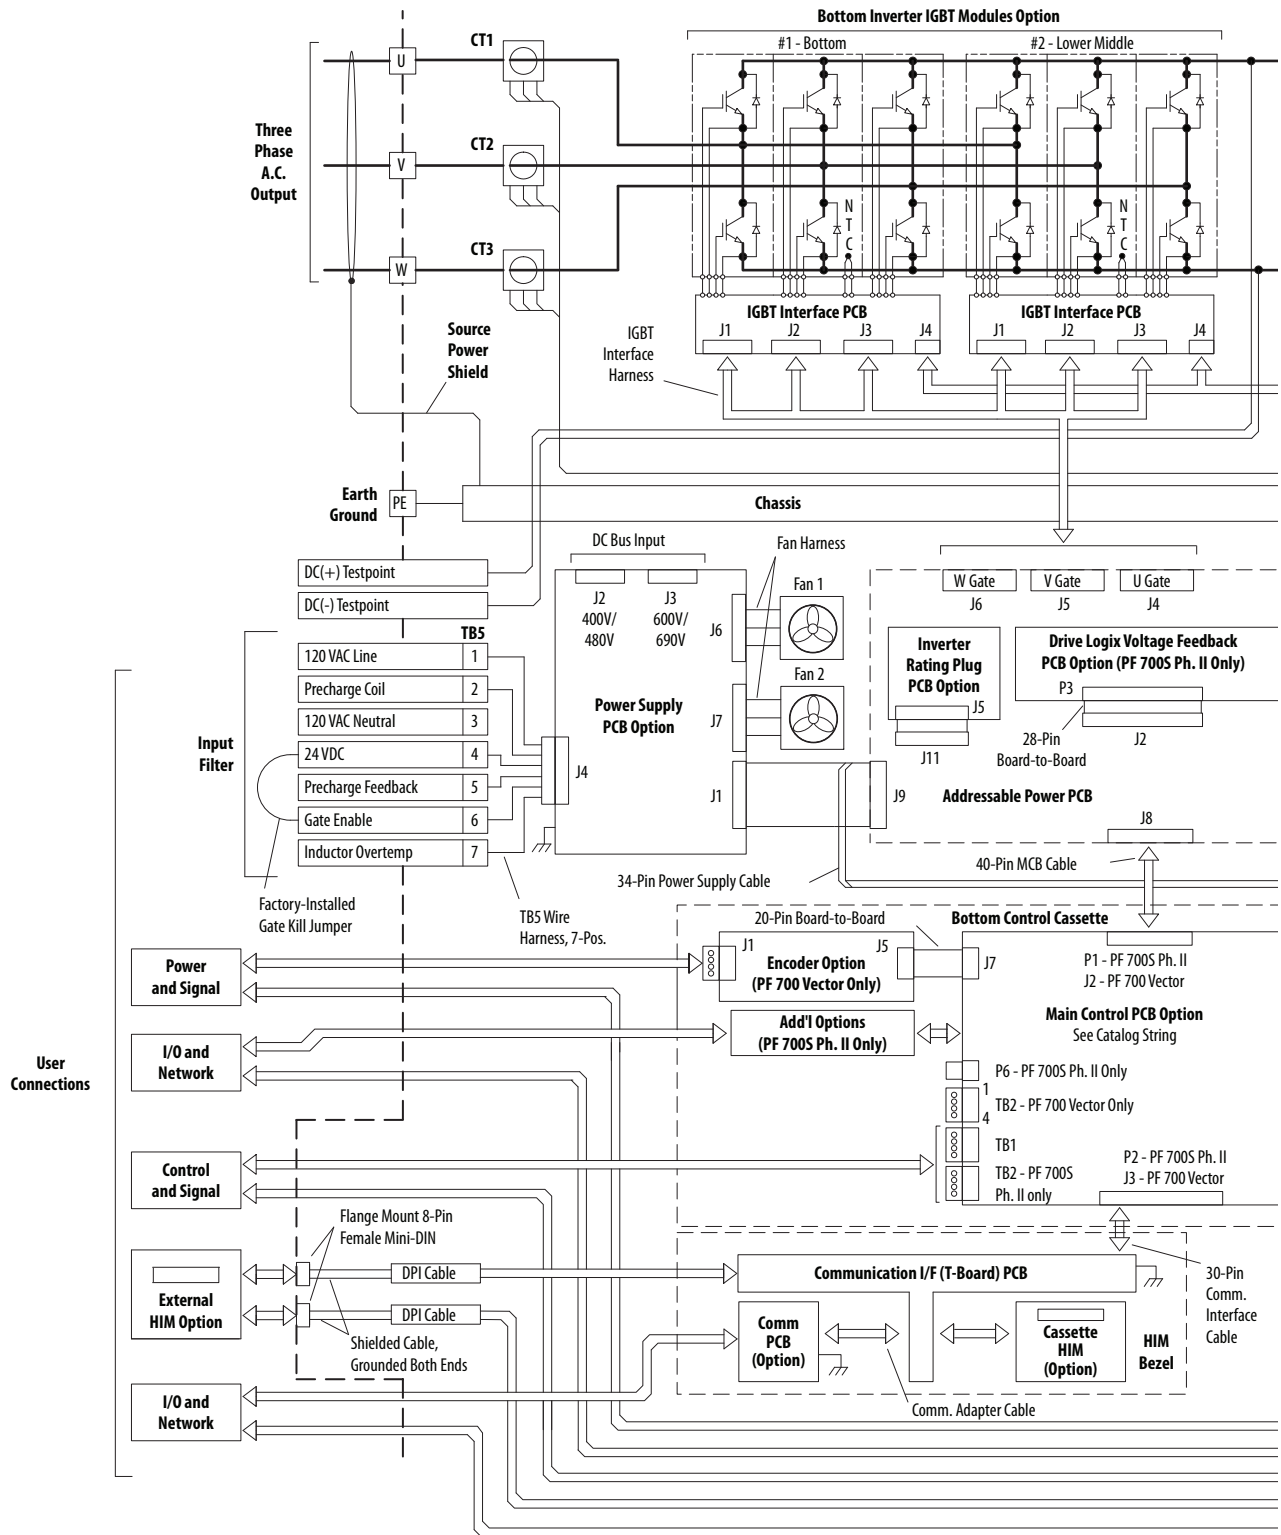 Bottom Inverter IGBT Modules Option
#1 - Bottom
#2 - Lower Middle
CT1
U
Three
Phase
A.C.
Output
CT2
V
CT3
W
N
T
C
N
T
C
IGBT Interface PCB
J1
J2
J3
J4
IGBT Interface PCB
J1
J2
J3
J4
IGBT
Interface
Harness
Source
Power
Shield
Earth
Ground
PE
Chassis
DC(+) Testpoint
DC(-) Testpoint
TB5
120 VAC Line
1
Precharge Coil
2
120 VAC Neutral
3
24 VDC
4
Precharge Feedback
5
Gate Enable
6
Inductor Overtemp
7
Input
Filter
Factory-Installed
Gate Kill Jumper
TB5 Wire
Harness, 7-Pos.
DC Bus Input
J2
400V/
480V
J3
600V/
690V
Power Supply
PCB Option
J4
J6
J7
J1
Fan Harness
Fan 1
Fan 2
J9
34-Pin Power Supply Cable
W Gate
V Gate
U Gate
J6
J5
J4
Inverter
Rating Plug
PCB Option
J5
J11
Drive Logix Voltage Feedback
PCB Option (PF 700S Ph. II Only)
P3
J2
28-Pin
Board-to-Board
Addressable Power PCB
J8
40-Pin MCB Cable
User
Connections
Power
and Signal
I/O and
Network
Control
and Signal
External
HIM Option
I/O and
Network
20-Pin Board-to-Board
Bottom Control Cassette
J1
Encoder Option
(PF 700 Vector Only)
J5
J7
P1 - PF 700S Ph. II
J2 - PF 700 Vector
Main Control PCB Option
See Catalog String
Add'l Options
(PF 700S Ph. II Only)
P6 - PF 700S Ph. II Only
1
TB2 - PF 700 Vector Only
4
TB1
TB2 - PF 700S
Ph. II only
P2 - PF 700S Ph. II
J3 - PF 700 Vector
Flange Mount 8-Pin
Female Mini-DIN
DPI Cable
DPI Cable
Shielded Cable,
Grounded Both Ends
Communication I/F (T-Board) PCB
Comm
PCB
(Option)
Cassette
HIM
(Option)
HIM
Bezel
30-Pin
Comm.
Interface
Cable
Comm. Adapter Cable